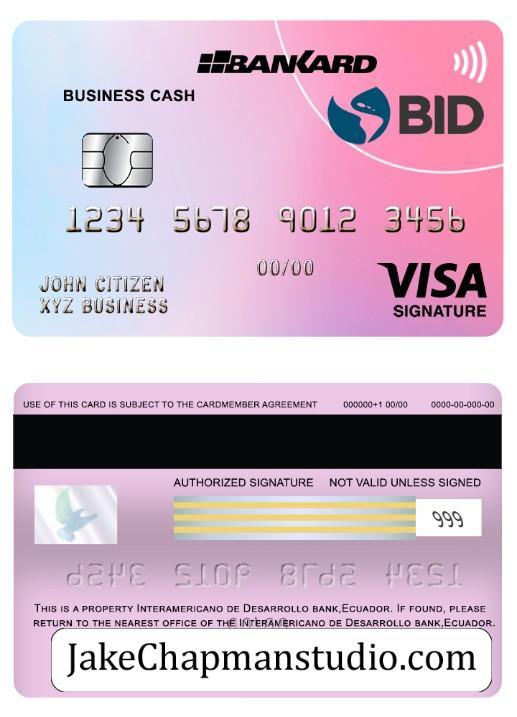 BANKARD
BUSINESS CASH
BID
1234 5678 9012 3456
00/00
JOHN CITIZEN
XYZ BUSINESS
VISA
SIGNATURE
USE OF THIS CARD IS SUBJECT TO THE CARDMEMBER AGREEMENT 000000+1 00/00 0000-00-000-00
AUTHORIZED SIGNATURE NOT VALID UNLESS SIGNED
999
1234 5678 9012 3456
THIS IS A PROPERTY INTERAMERICANO DE DESARROLLO BANK,ECUADOR. IF FOUND, PLEASE
RETURN TO THE NEAREST OFFICE OF THE INTERAMERICANO DE DESARROLLO BANK,ECUADOR.
00/00
JakeChapmanstudio.com